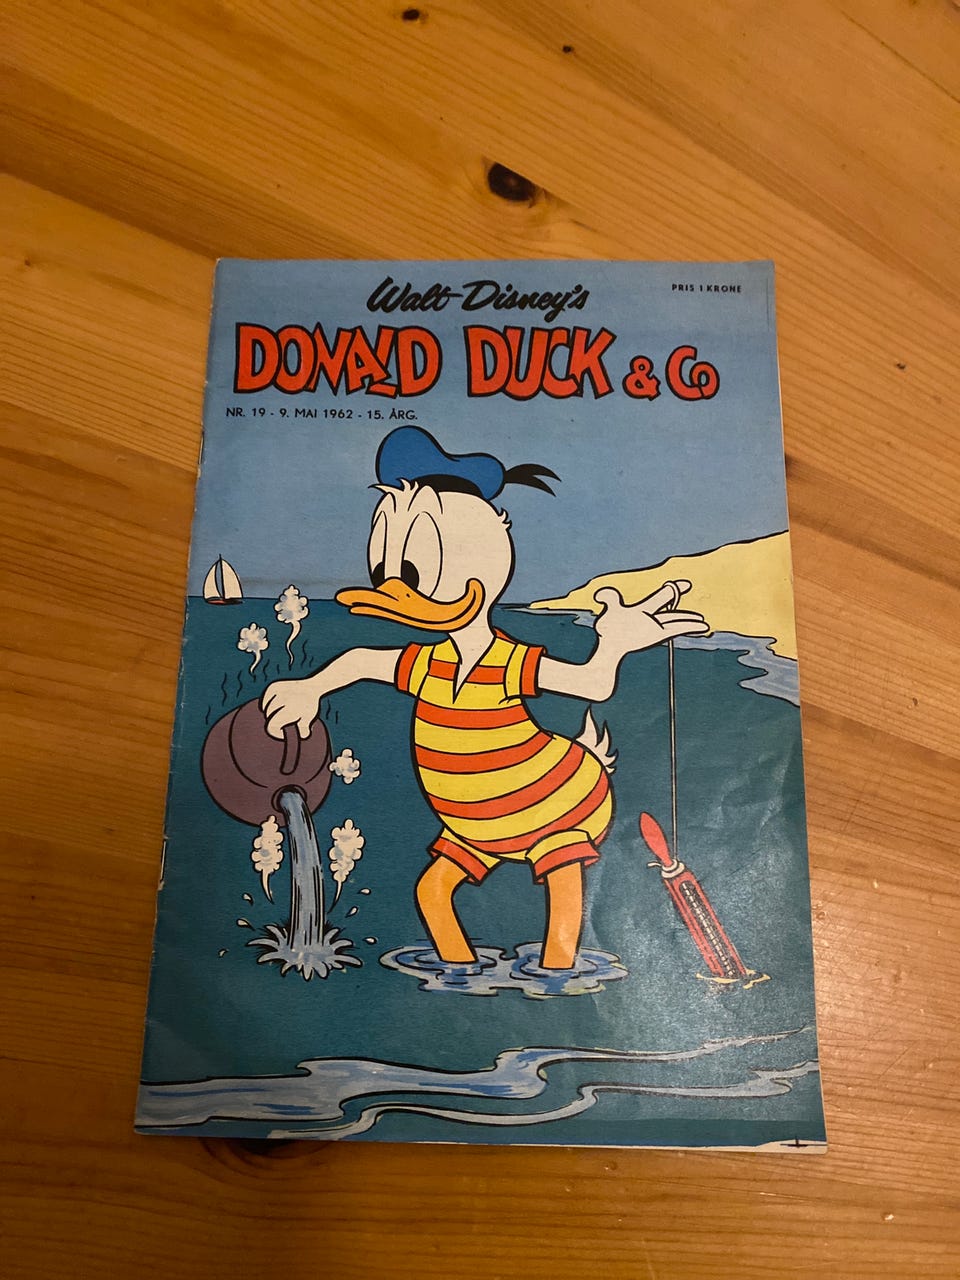 Walt Disney's
PRIS 1 KRONE
DONALD DUCK & Co
NR. 19 - 9. MAI 1962 - 15. ÅRG.